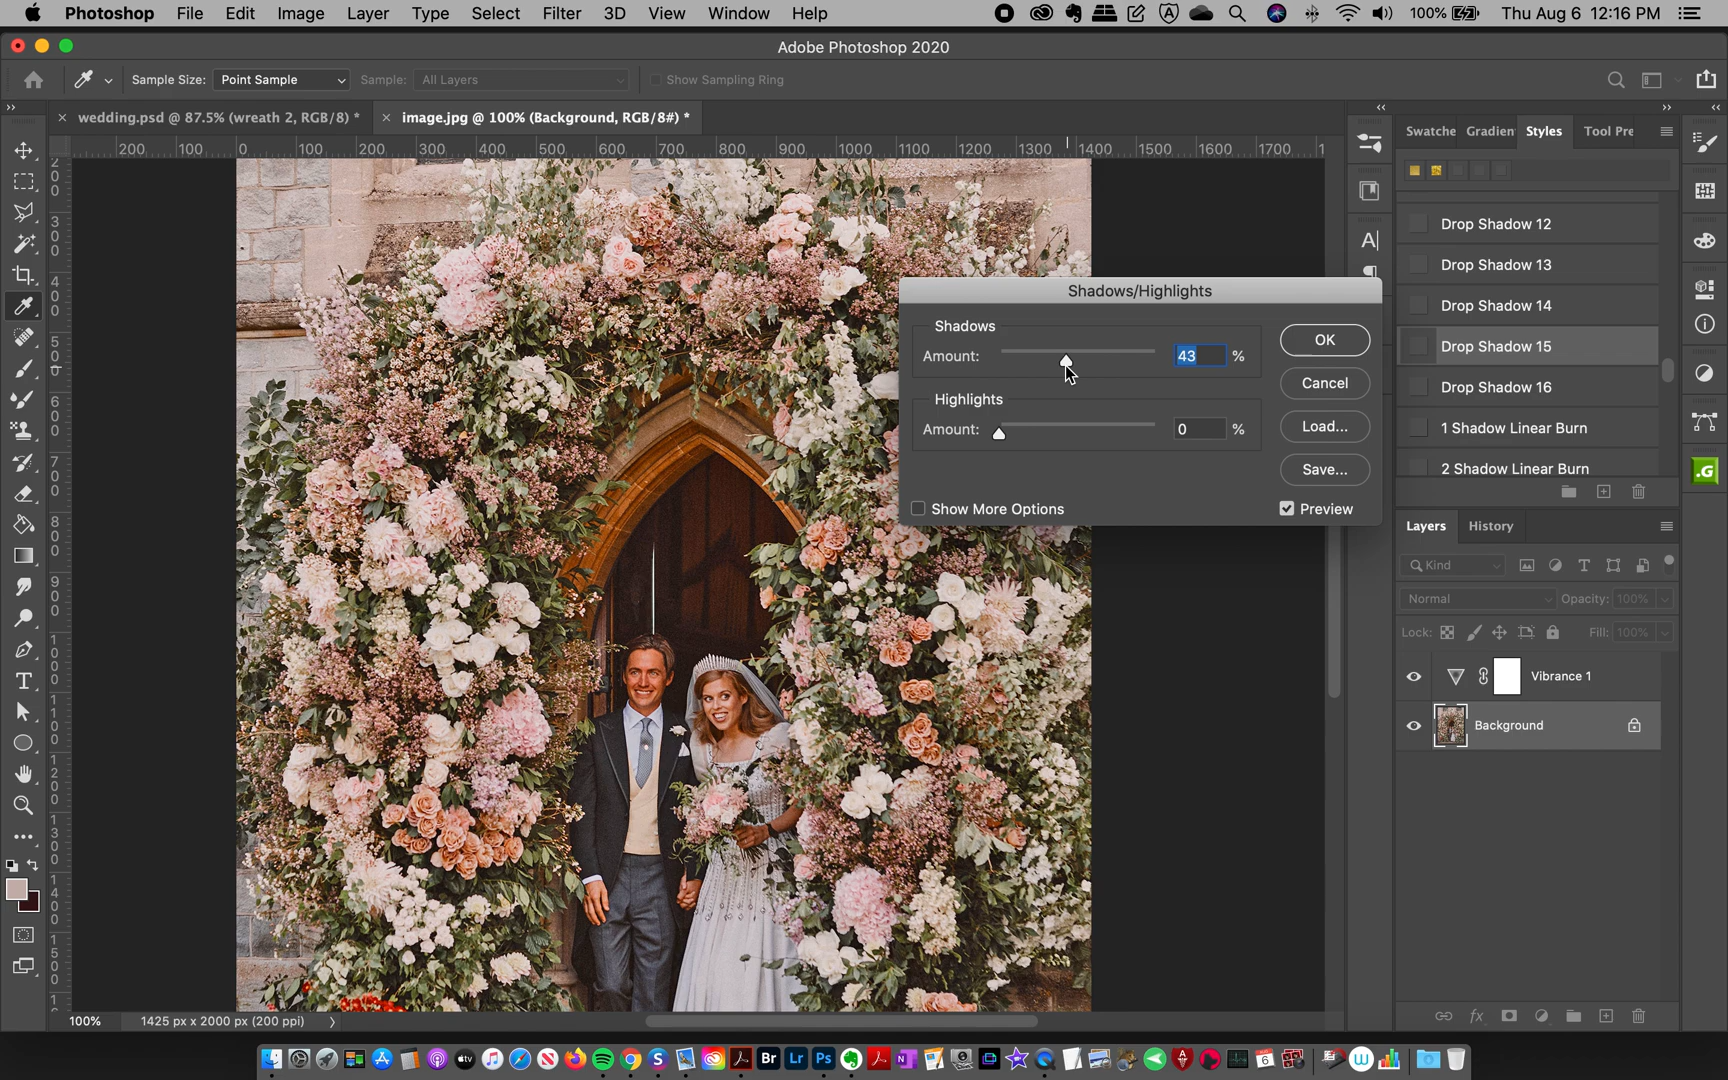 Photoshop File Edit Image Layer Type Select Filter 3D View Window Help 100% Thu Aug 6 12:16 PM
Adobe Photoshop 2020
Sample Size: Point Sample Sample: All Layers Show Sampling Ring
wedding.psd @ 87.5% (wreath 2, RGB/8) * image.jpg @ 100% (Background, RGB/8#) *
Swatche Gradien Styles Tool Pre
200 100 0 100 200 300 400 500 600 700 800 900 1000 1100 1200 1300 1400 1500 1600 1700 1
Drop Shadow 12
Drop Shadow 13
Drop Shadow 14
Drop Shadow 15
Drop Shadow 16
1 Shadow Linear Burn
2 Shadow Linear Burn
Shadows/Highlights
Shadows
Amount: 43 %
Highlights
Amount: 0 %
OK
Cancel
Load...
Save...
Show More Options
Preview
Layers History
Kind
Normal Opacity: 100%
Lock: Fill: 100%
Vibrance 1
Background
100% 1425 px x 2000 px (200 ppi)
tv S Br Lr Ps N 6 W